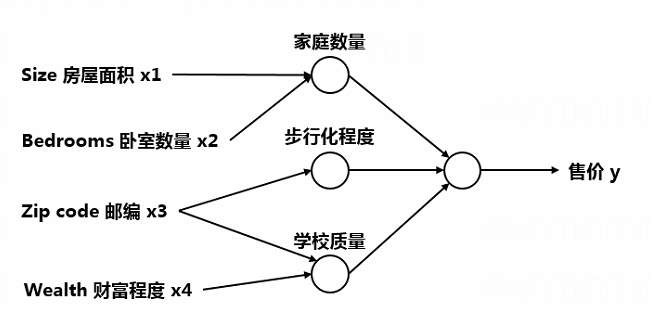 家庭数量
Size 房屋面积 x1
Bedrooms 卧室数量 x2
步行化程度
售价 y
Zip code 邮编 x3
学校质量
Wealth 财富程度 x4